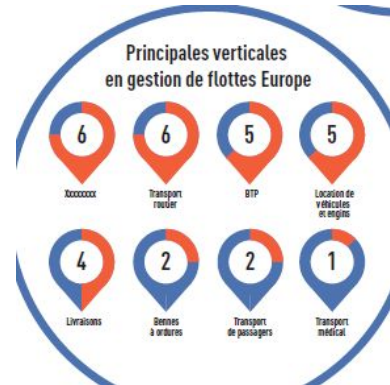 Principales verticales
en gestion de flottes Europe
6
6
5
5
Xxxxxxxxx
Transport
routier
BTP
Location de
véhicules
et engins
4
2
2
1
Livraisons
Bennes
à ordures
Transport
de passagers
Transport
médical